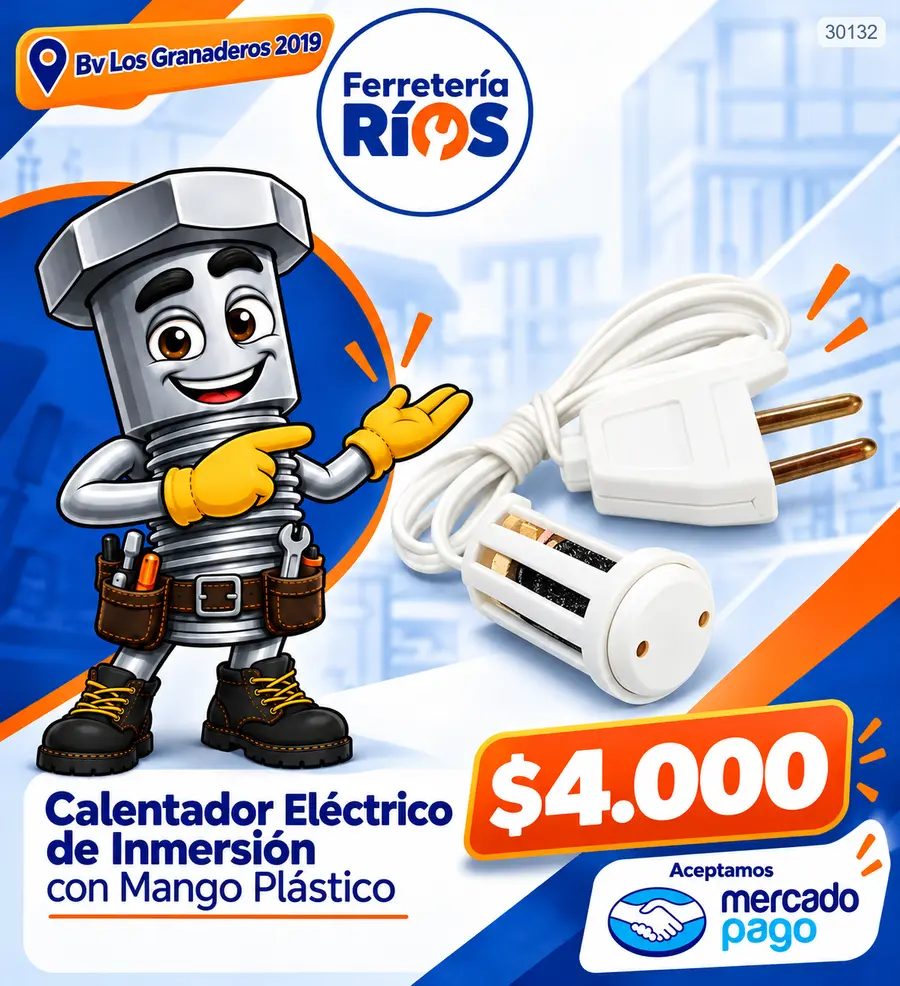 Bv Los Granaderos 2019
30132
Ferretería
Ríos
$4.000
Calentador Eléctrico
de Inmersión
con Mango Plástico
Aceptamos
mercado
pago